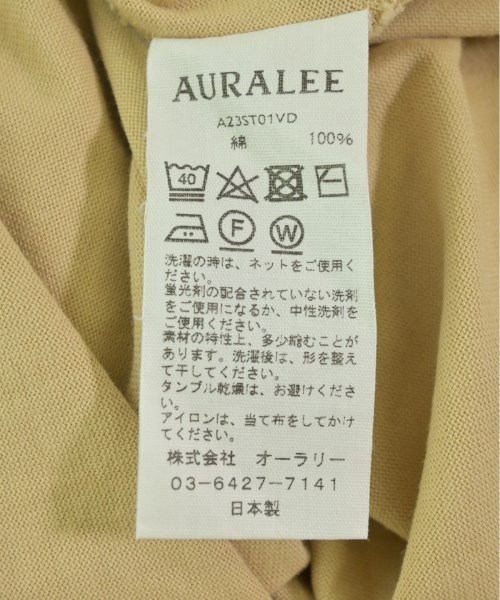 AURALEE
A23ST01VD
綿 100%
40
F W
洗濯の時は、ネットをご使用く
ださい。
蛍光剤の配合されていない洗剤
をご使用になるか、中性洗剤を
ご使用ください。
素材の特性上、多少縮むことが
あります。洗濯後は、形を整え
て干してください。
タンブル乾燥は、お避けくださ
い。
アイロンは、当て布をしてかけ
てください。
株式会社 オーラリー
03-6427-7141
日本製